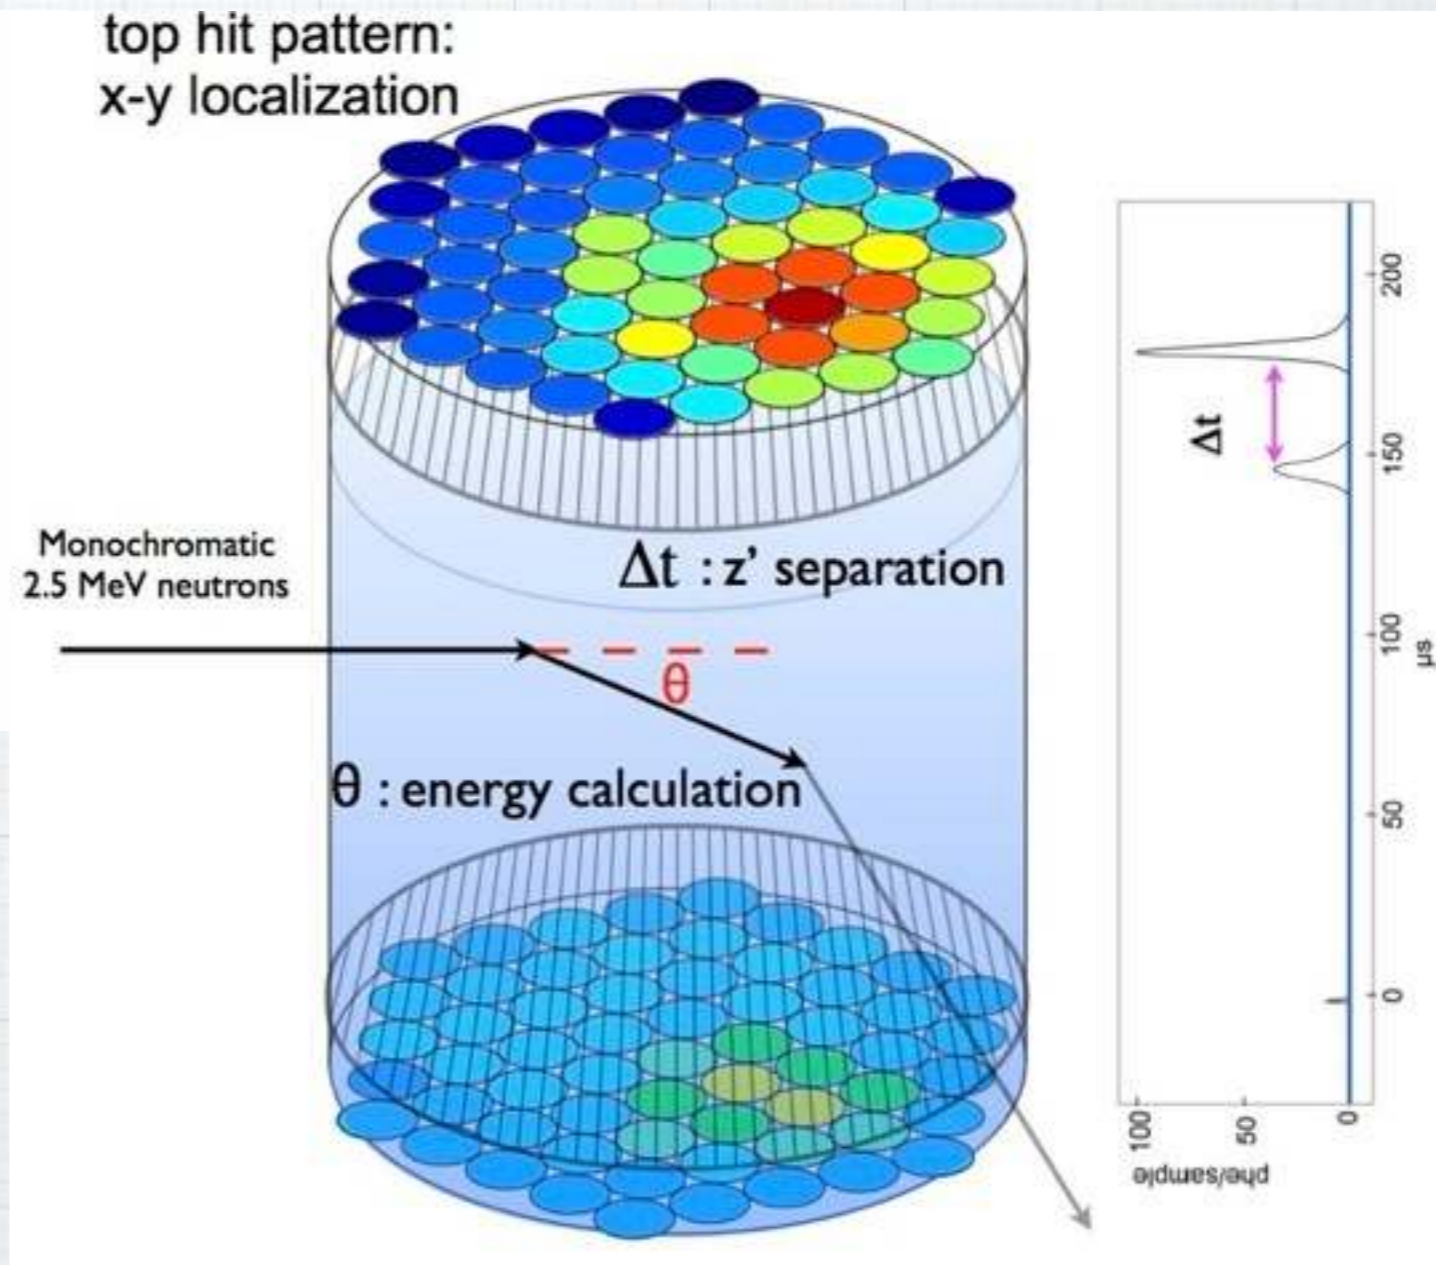 top hit pattern:
x-y localization
Monochromatic
2.5 MeV neutrons
Δt : z’ separation
θ
θ : energy calculation
Δt
200
150
100
50
0
μs
100
50
0
phe/sample